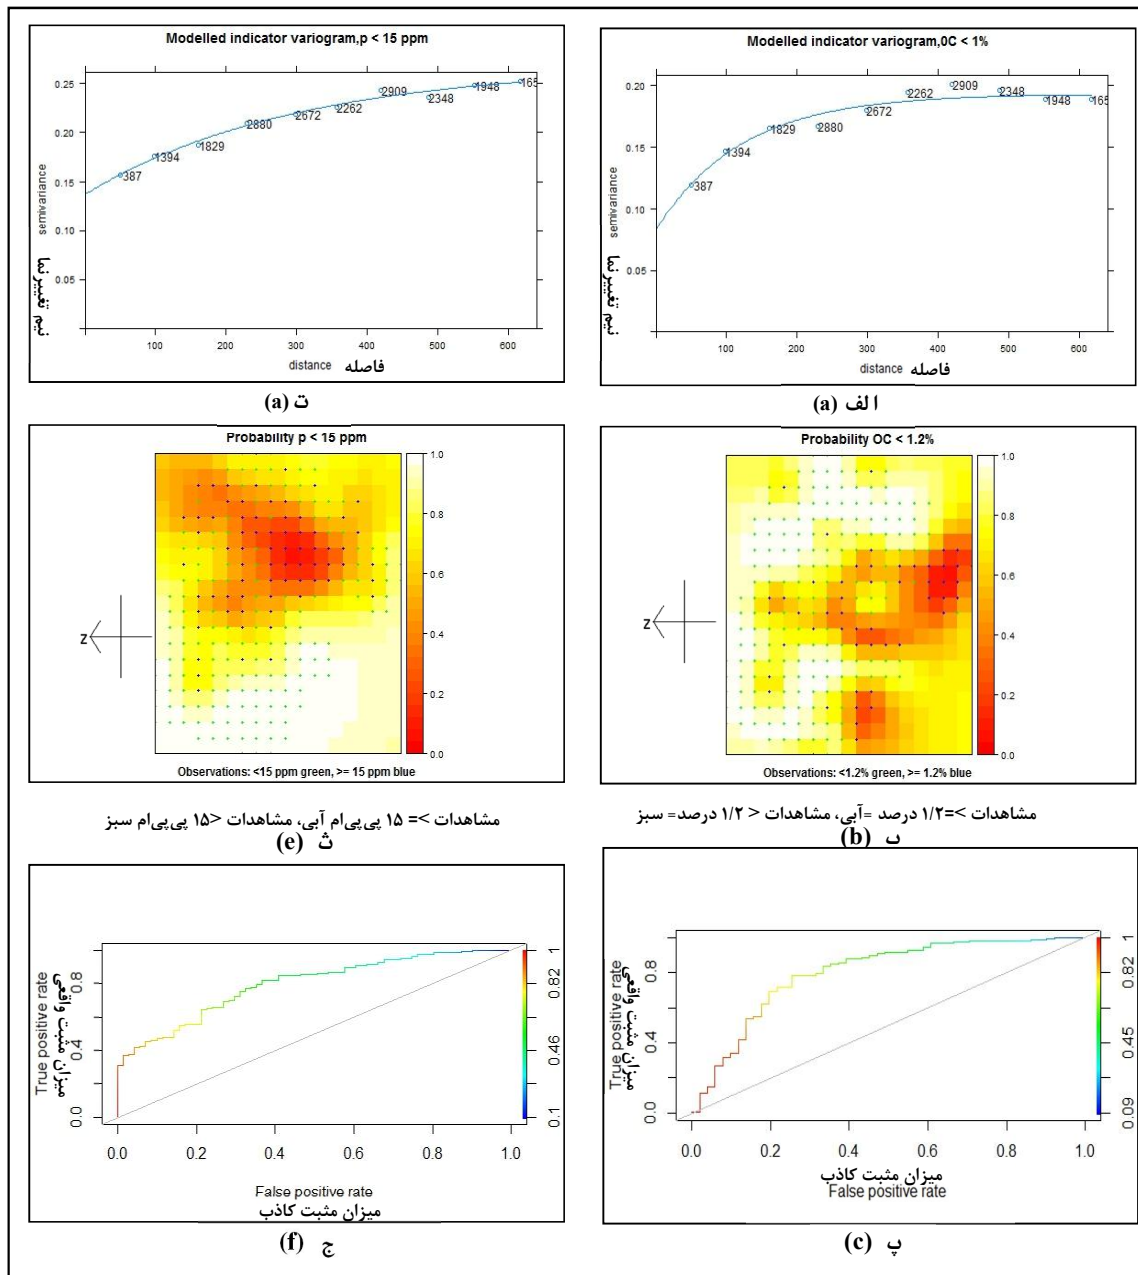 Modelled indicator variogram,p < 15 ppm
0.25
0.20
0.15
0.10
0.05
semivariance
نیم تغییرنما
387
1394
1829
2880
2672
2262
2909
2348
1948
165
100 200 300 400 500 600
distance فاصله
ت (a)
Modelled indicator variogram,0C < 1%
0.20
0.15
0.10
0.05
semivariance
نیم تغییرنما
387
1394
1829
2880
2672
2262
2909
2348
1948
165
100 200 300 400 500 600
distance فاصله
الف (a)
Probability p < 15 ppm
1.0
0.8
0.6
0.4
0.2
0.0
z
Observations: <15 ppm green, >= 15 ppm blue
مشاهدات >= ۱۵ پی‌پی‌ام آبی، مشاهدات <۱۵ پی‌پی‌ام سبز
ث (e)
Probability OC < 1.2%
1.0
0.8
0.6
0.4
0.2
0.0
z
Observations: <1.2% green, >= 1.2% blue
مشاهدات >=۱/۲ درصد =آبی، مشاهدات < ۱/۲ درصد= سبز
ب (b)
True positive rate
میزان مثبت واقعی
0.0 0.4 0.8
0.0 0.2 0.4 0.6 0.8 1.0
0.1 0.46 0.82 1
False positive rate
میزان مثبت کاذب
ج (f)
True positive rate
میزان مثبت واقعی
0.0 0.4 0.8
0.0 0.2 0.4 0.6 0.8 1.0
0.09 0.45 0.82 1
میزان مثبت کاذب
False positive rate
پ (c)